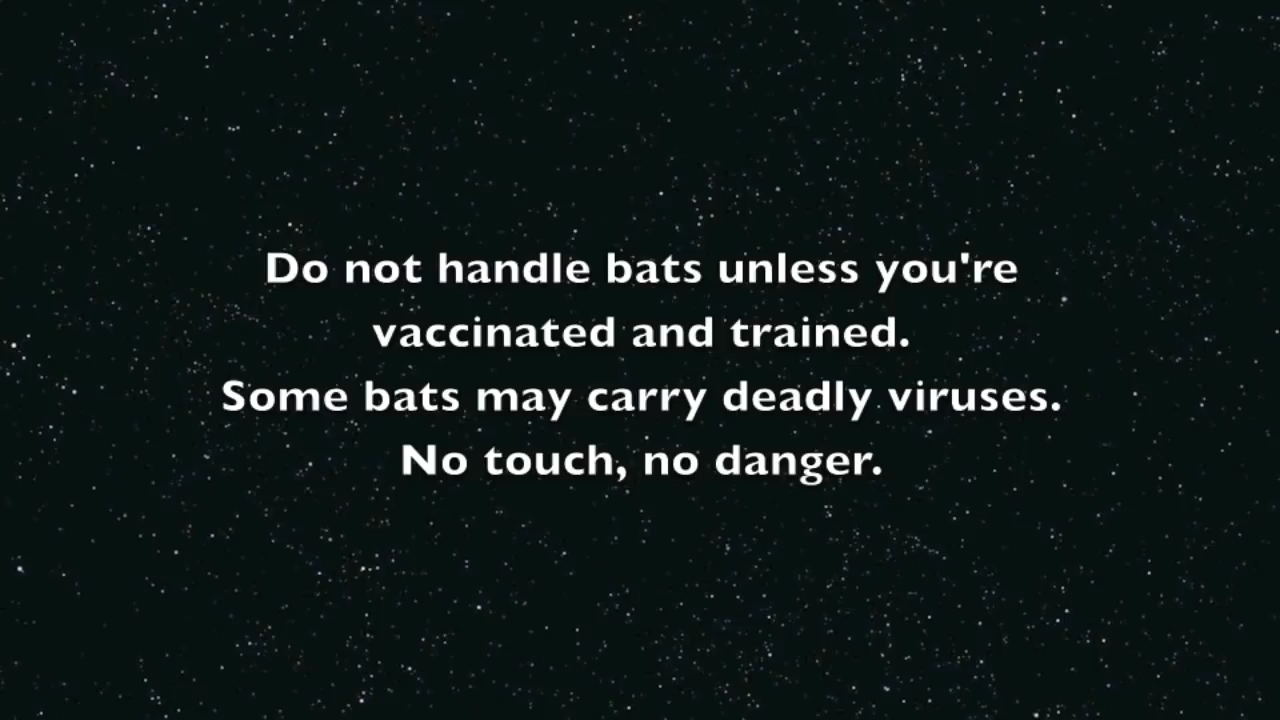 Do not handle bats unless you're
vaccinated and trained.
Some bats may carry deadly viruses.
No touch, no danger.